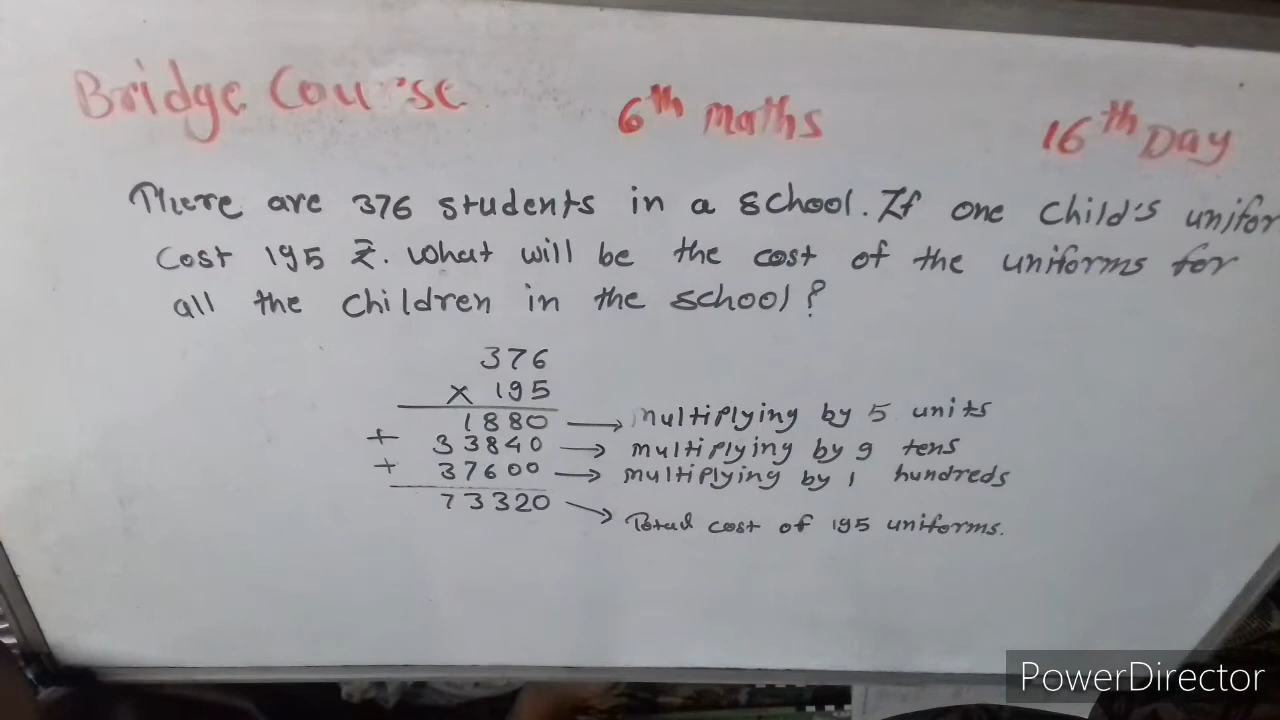 Bridge Course
6th Maths
16th Day
There are 376 students in a school. If one child's unifor
cost 195 ₹. What will be the cost of the uniforms for
all the children in the school?
376
× 195
1880 → multiplying by 5 units
+ 33840 → multiplying by 9 tens
+ 37600 → multiplying by 1 hundreds
73320 → Total cost of 195 uniforms.
PowerDirector